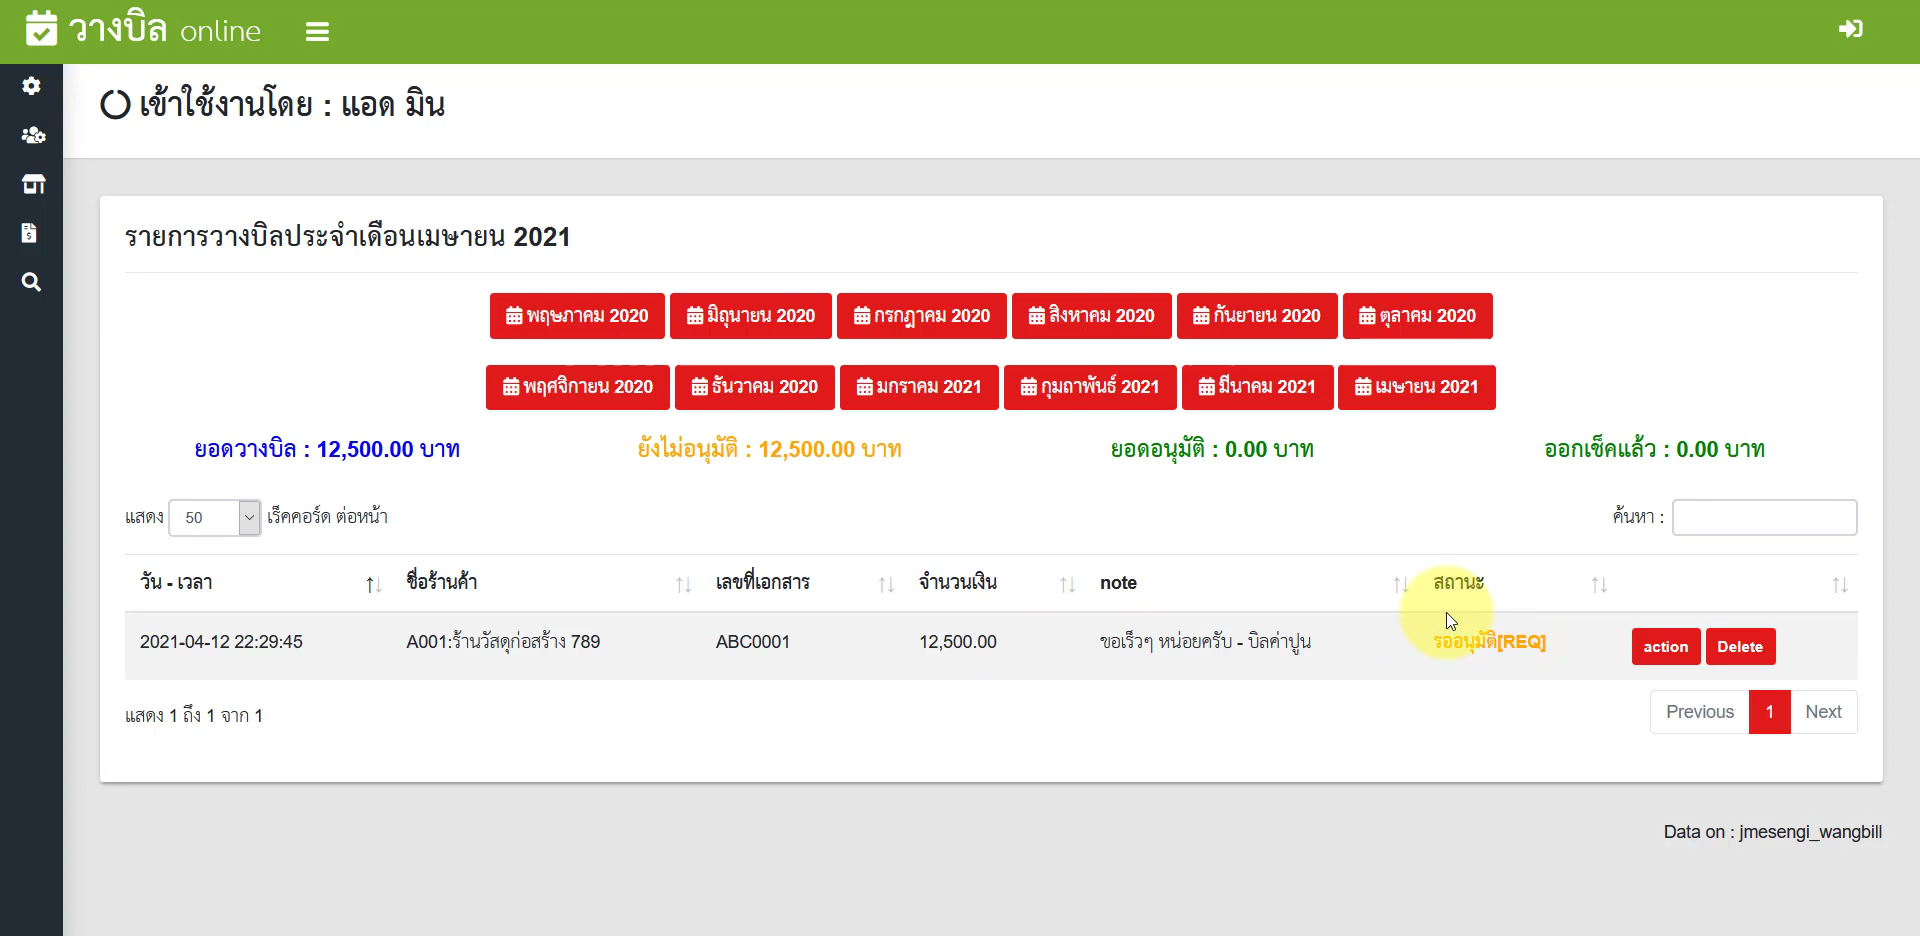 วางบิล online
เข้าใช้งานโดย : แอด มิน
รายการวางบิลประจำเดือนเมษายน 2021
พฤษภาคม 2020 มิถุนายน 2020 กรกฎาคม 2020 สิงหาคม 2020 กันยายน 2020 ตุลาคม 2020
พฤศจิกายน 2020 ธันวาคม 2020 มกราคม 2021 กุมภาพันธ์ 2021 มีนาคม 2021 เมษายน 2021
ยอดวางบิล : 12,500.00 บาท ยังไม่อนุมัติ : 12,500.00 บาท ยอดอนุมัติ : 0.00 บาท ออกเช็คแล้ว : 0.00 บาท
แสดง 50 เร็คคอร์ด ต่อหน้า ค้นหา :
วัน - เวลา ชื่อร้านค้า เลขที่เอกสาร จำนวนเงิน note สถานะ
2021-04-12 22:29:45 A001:ร้านวัสดุก่อสร้าง 789 ABC0001 12,500.00 ขอเร็วๆ หน่อยครับ - บิลค่าปูน รออนุมัติ[REQ] action Delete
แสดง 1 ถึง 1 จาก 1 Previous 1 Next
Data on : jmesengi_wangbill